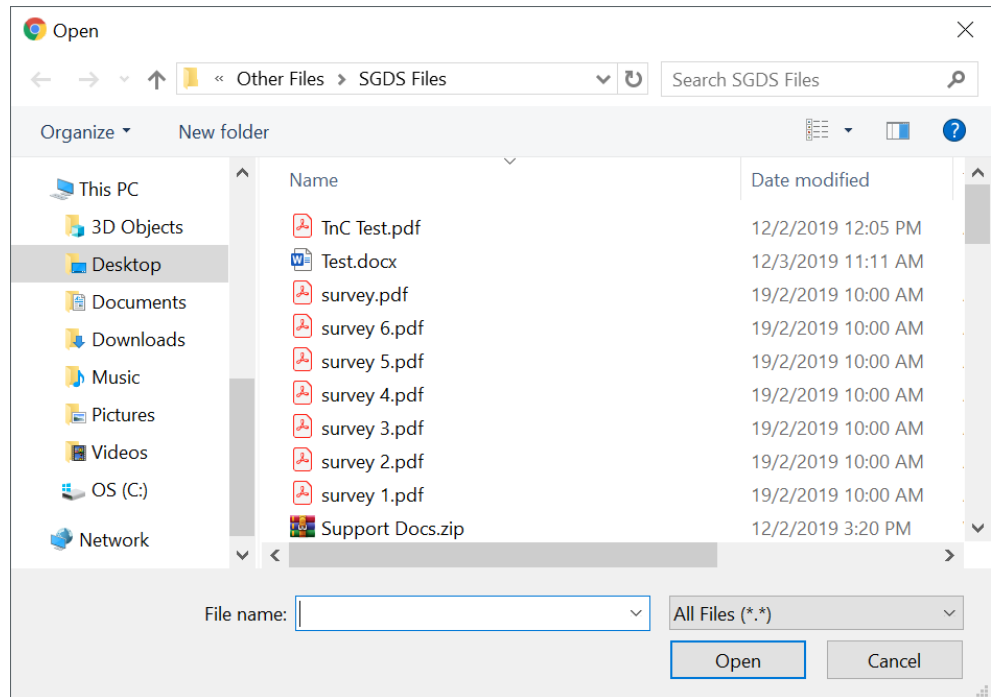 Open
« Other Files > SGDS Files
Search SGDS Files
Organize
New folder
This PC
3D Objects
Desktop
Documents
Downloads
Music
Pictures
Videos
OS (C:)
Network
Name Date modified
TnC Test.pdf 12/2/2019 12:05 PM
Test.docx 12/3/2019 11:11 AM
survey.pdf 19/2/2019 10:00 AM
survey 6.pdf 19/2/2019 10:00 AM
survey 5.pdf 19/2/2019 10:00 AM
survey 4.pdf 19/2/2019 10:00 AM
survey 3.pdf 19/2/2019 10:00 AM
survey 2.pdf 19/2/2019 10:00 AM
survey 1.pdf 19/2/2019 10:00 AM
Support Docs.zip 12/2/2019 3:20 PM
File name:
All Files (*.*)
Open
Cancel